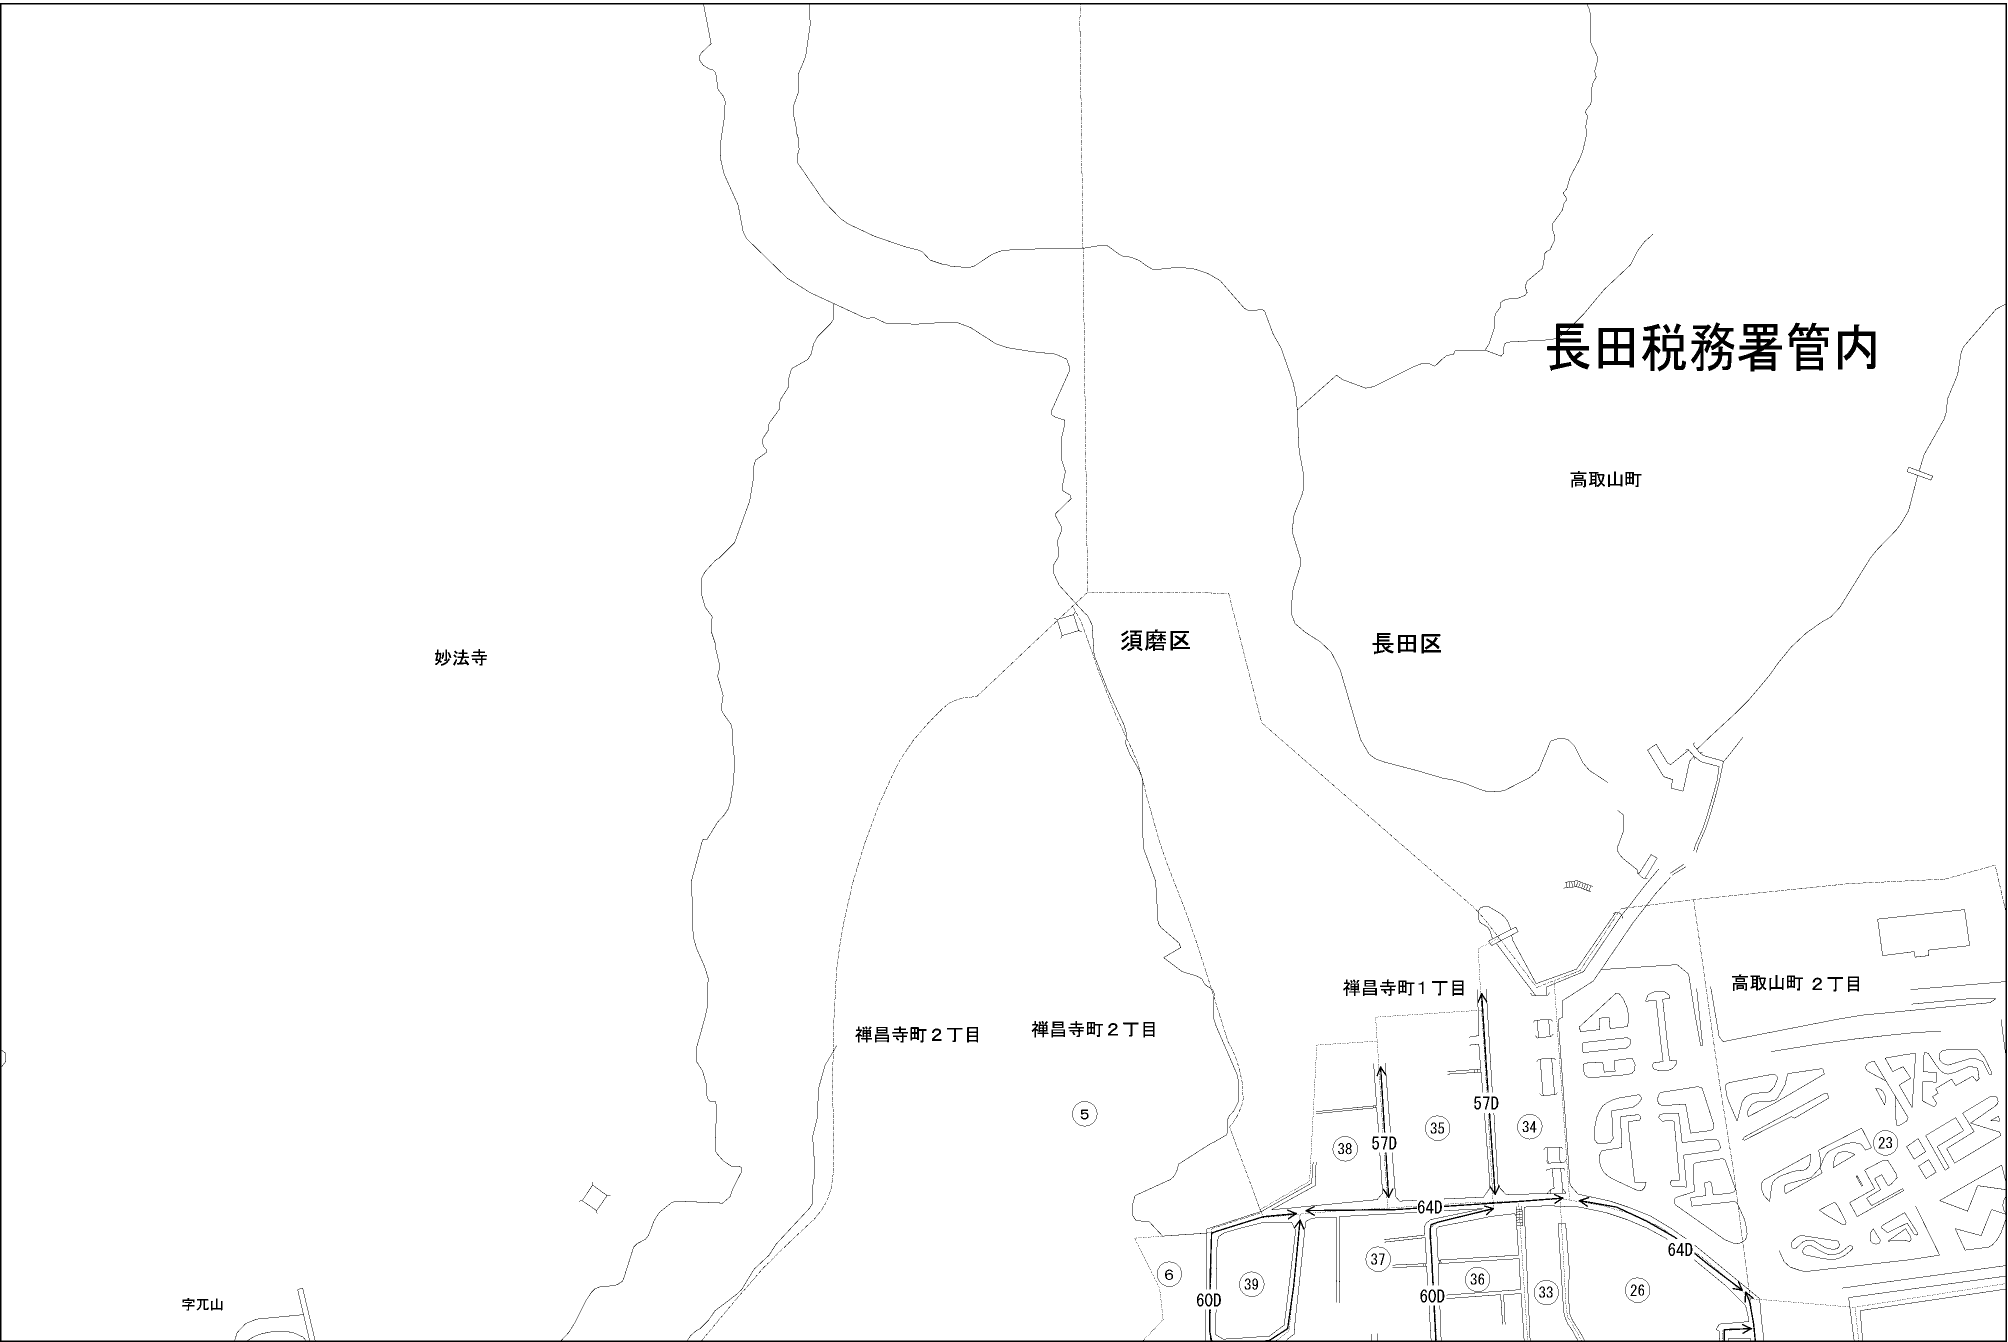 長田税務署管内
高取山町
須磨区
長田区
妙法寺
禅昌寺町1丁目
高取山町 2丁目
禅昌寺町2丁目
禅昌寺町2丁目
5
57D
57D
35
34
38
23
64D
64D
6
39
37
36
33
26
60D
60D
字兀山